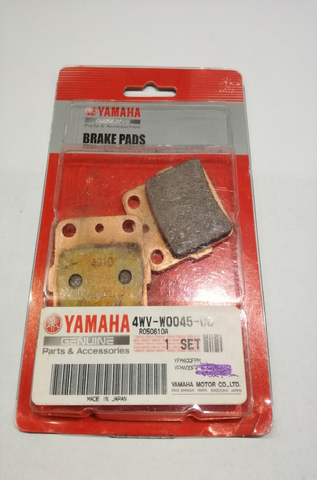 YAMAHA
GENUINE
Parts & Accessories
BRAKE PADS
4910
YAMAHA
GENUINE
Parts & Accessories
MADE IN JAPAN
4WV-W0045-00
R050610A
1 SET
YAMAHA MOTOR CO., LTD.